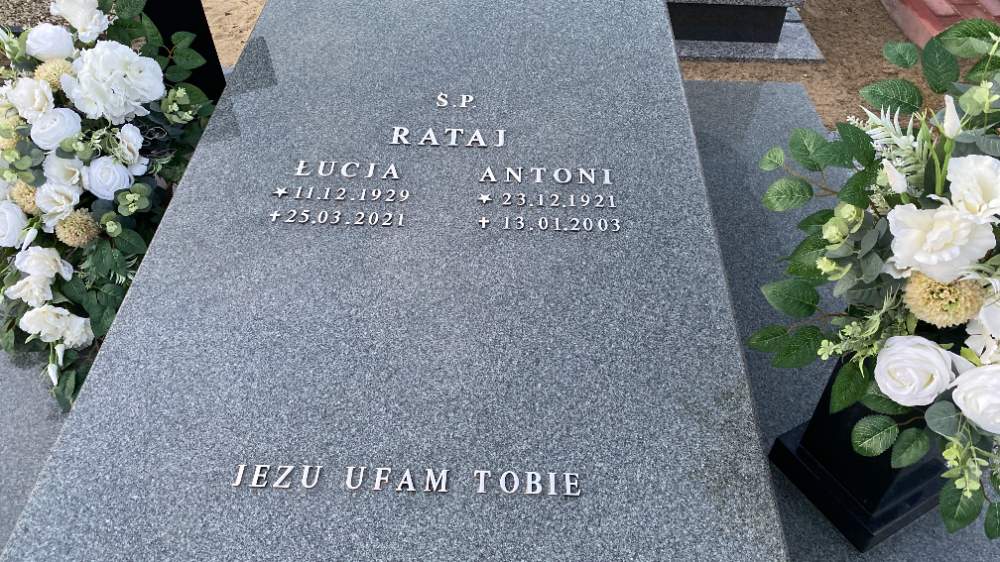 S.P.
RATAJ
ŁUCJA ANTONI
★11.12.1929 ★ 23.12.1921
✝25.03.2021 ✝ 13.01.2003
JEZU UFAM TOBIE